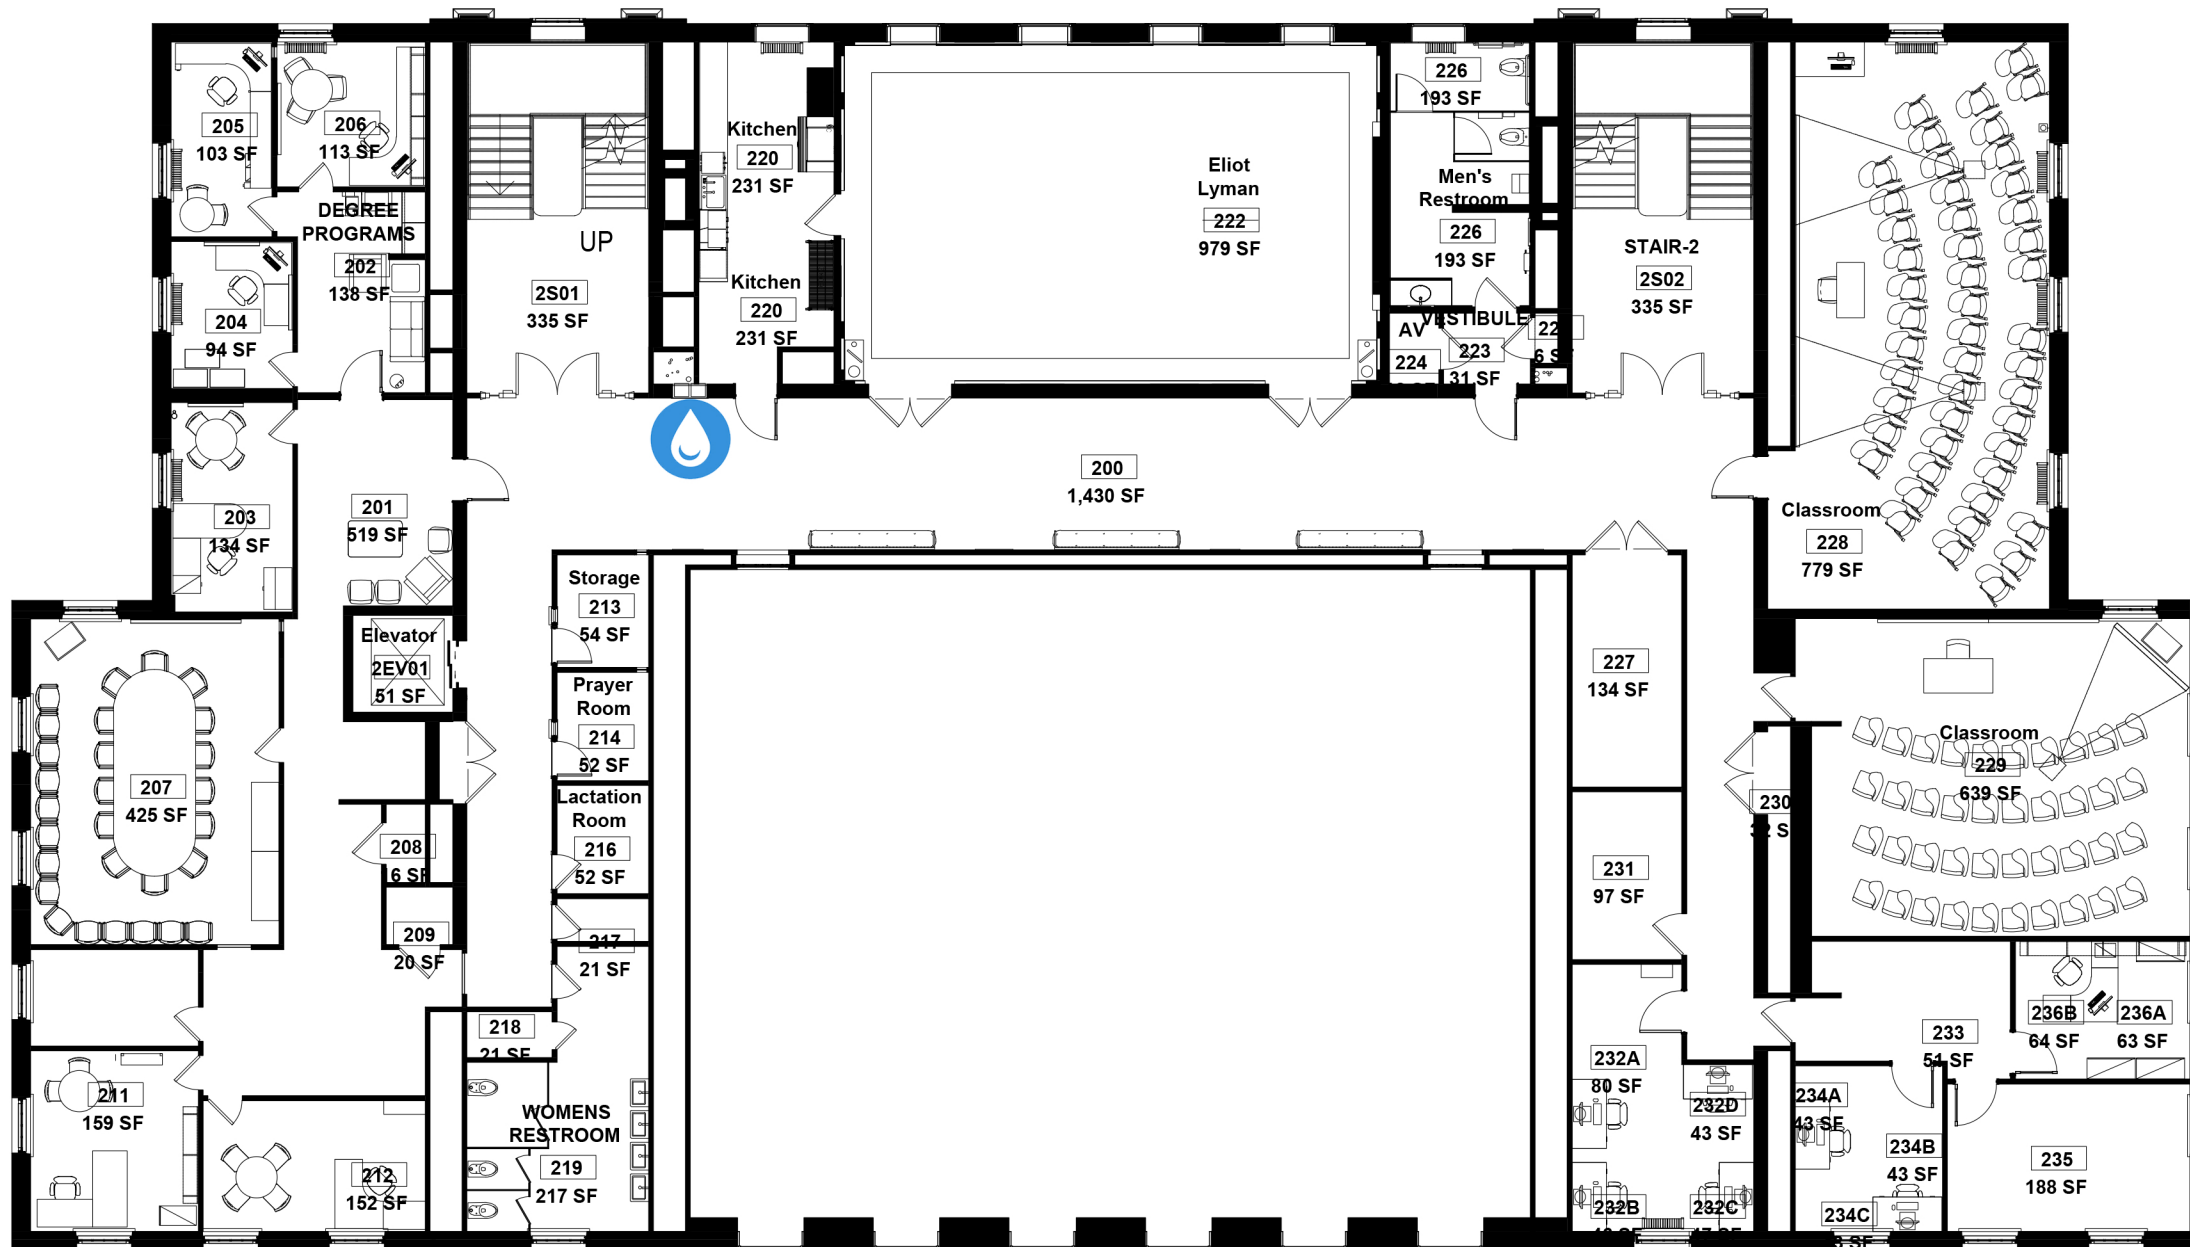 205
103 SF
206
113 SF
DEGREE
PROGRAMS
202
138 SF
204
94 SF
203
134 SF
201
519 SF
UP
2S01
335 SF
Kitchen
220
231 SF
Kitchen
220
231 SF
Eliot
Lyman
222
979 SF
226
193 SF
Men's
Restroom
226
193 SF
VESTIBULE
AV
224
223
31 SF
STAIR-2
2S02
335 SF
200
1,430 SF
Classroom
228
779 SF
Storage
213
54 SF
Elevator
2EV01
51 SF
Prayer
Room
214
52 SF
Lactation
Room
216
52 SF
207
425 SF
208
6 SF
209
20 SF
217
21 SF
218
21 SF
211
159 SF
212
152 SF
WOMENS
RESTROOM
219
217 SF
227
134 SF
Classroom
229
639 SF
230
32 S
231
97 SF
232A
80 SF
232D
43 SF
232B
232C
233
51 SF
236B
64 SF
236A
63 SF
234A
43 SF
234B
43 SF
234C
235
188 SF